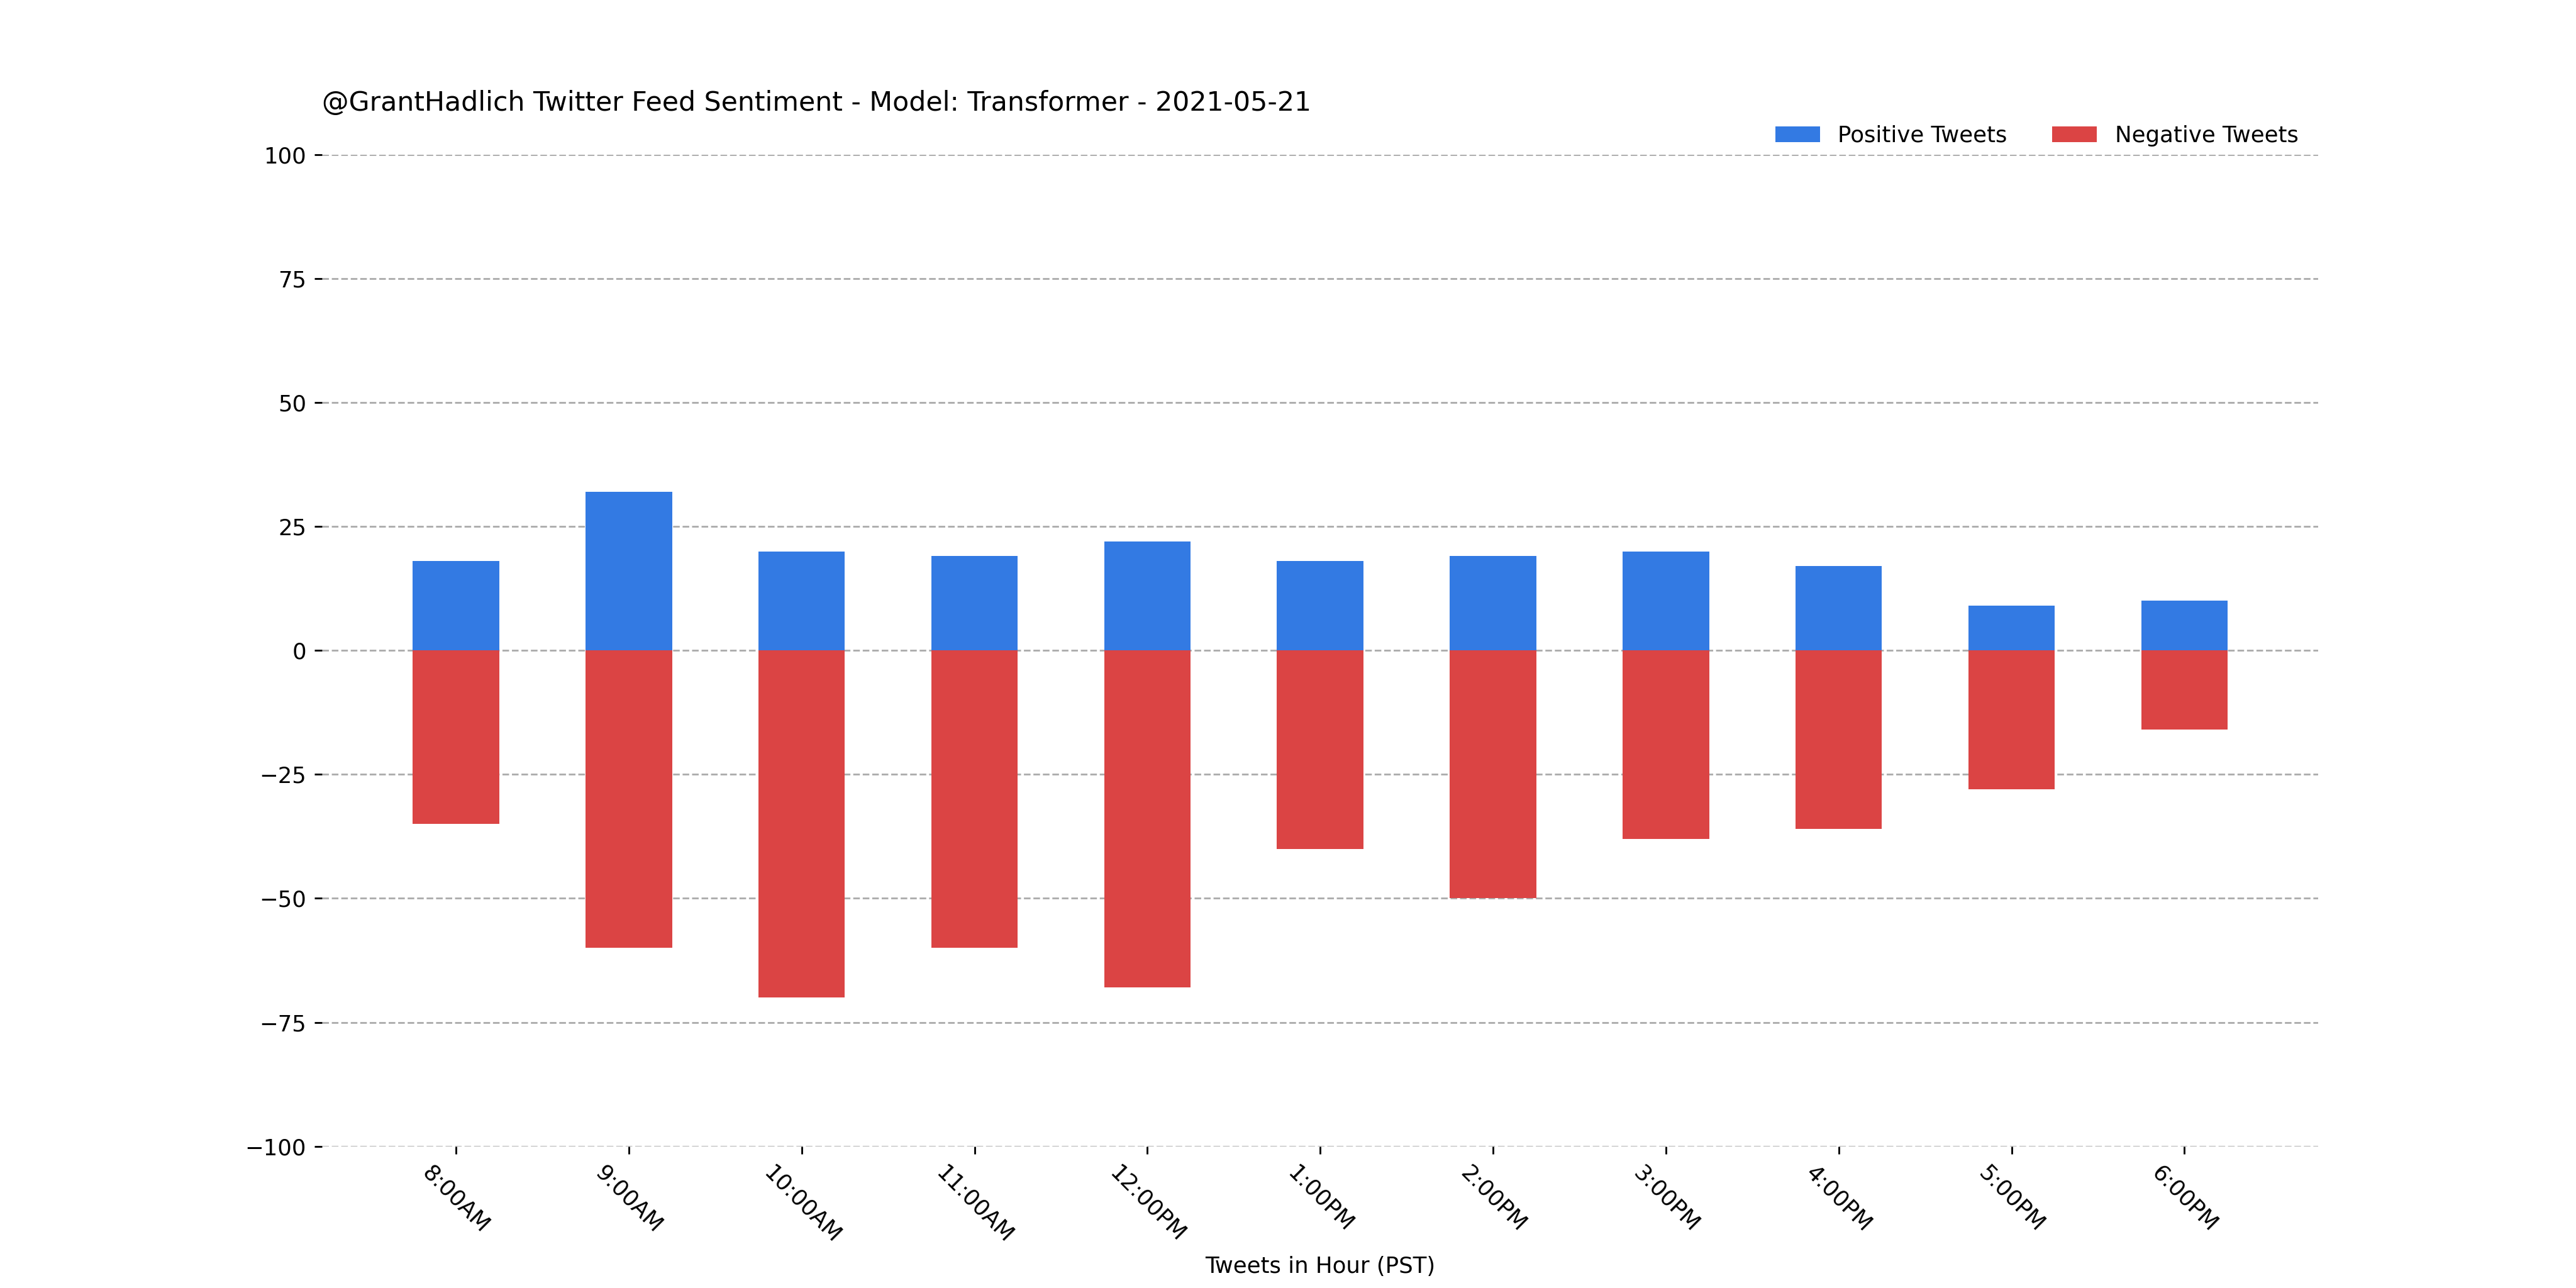 @GrantHadlich Twitter Feed Sentiment - Model: Transformer - 2021-05-21
Positive Tweets Negative Tweets
100
75
50
25
0
−25
−50
−75
−100
8:00AM 9:00AM 10:00AM 11:00AM 12:00PM 1:00PM 2:00PM 3:00PM 4:00PM 5:00PM 6:00PM
Tweets in Hour (PST)